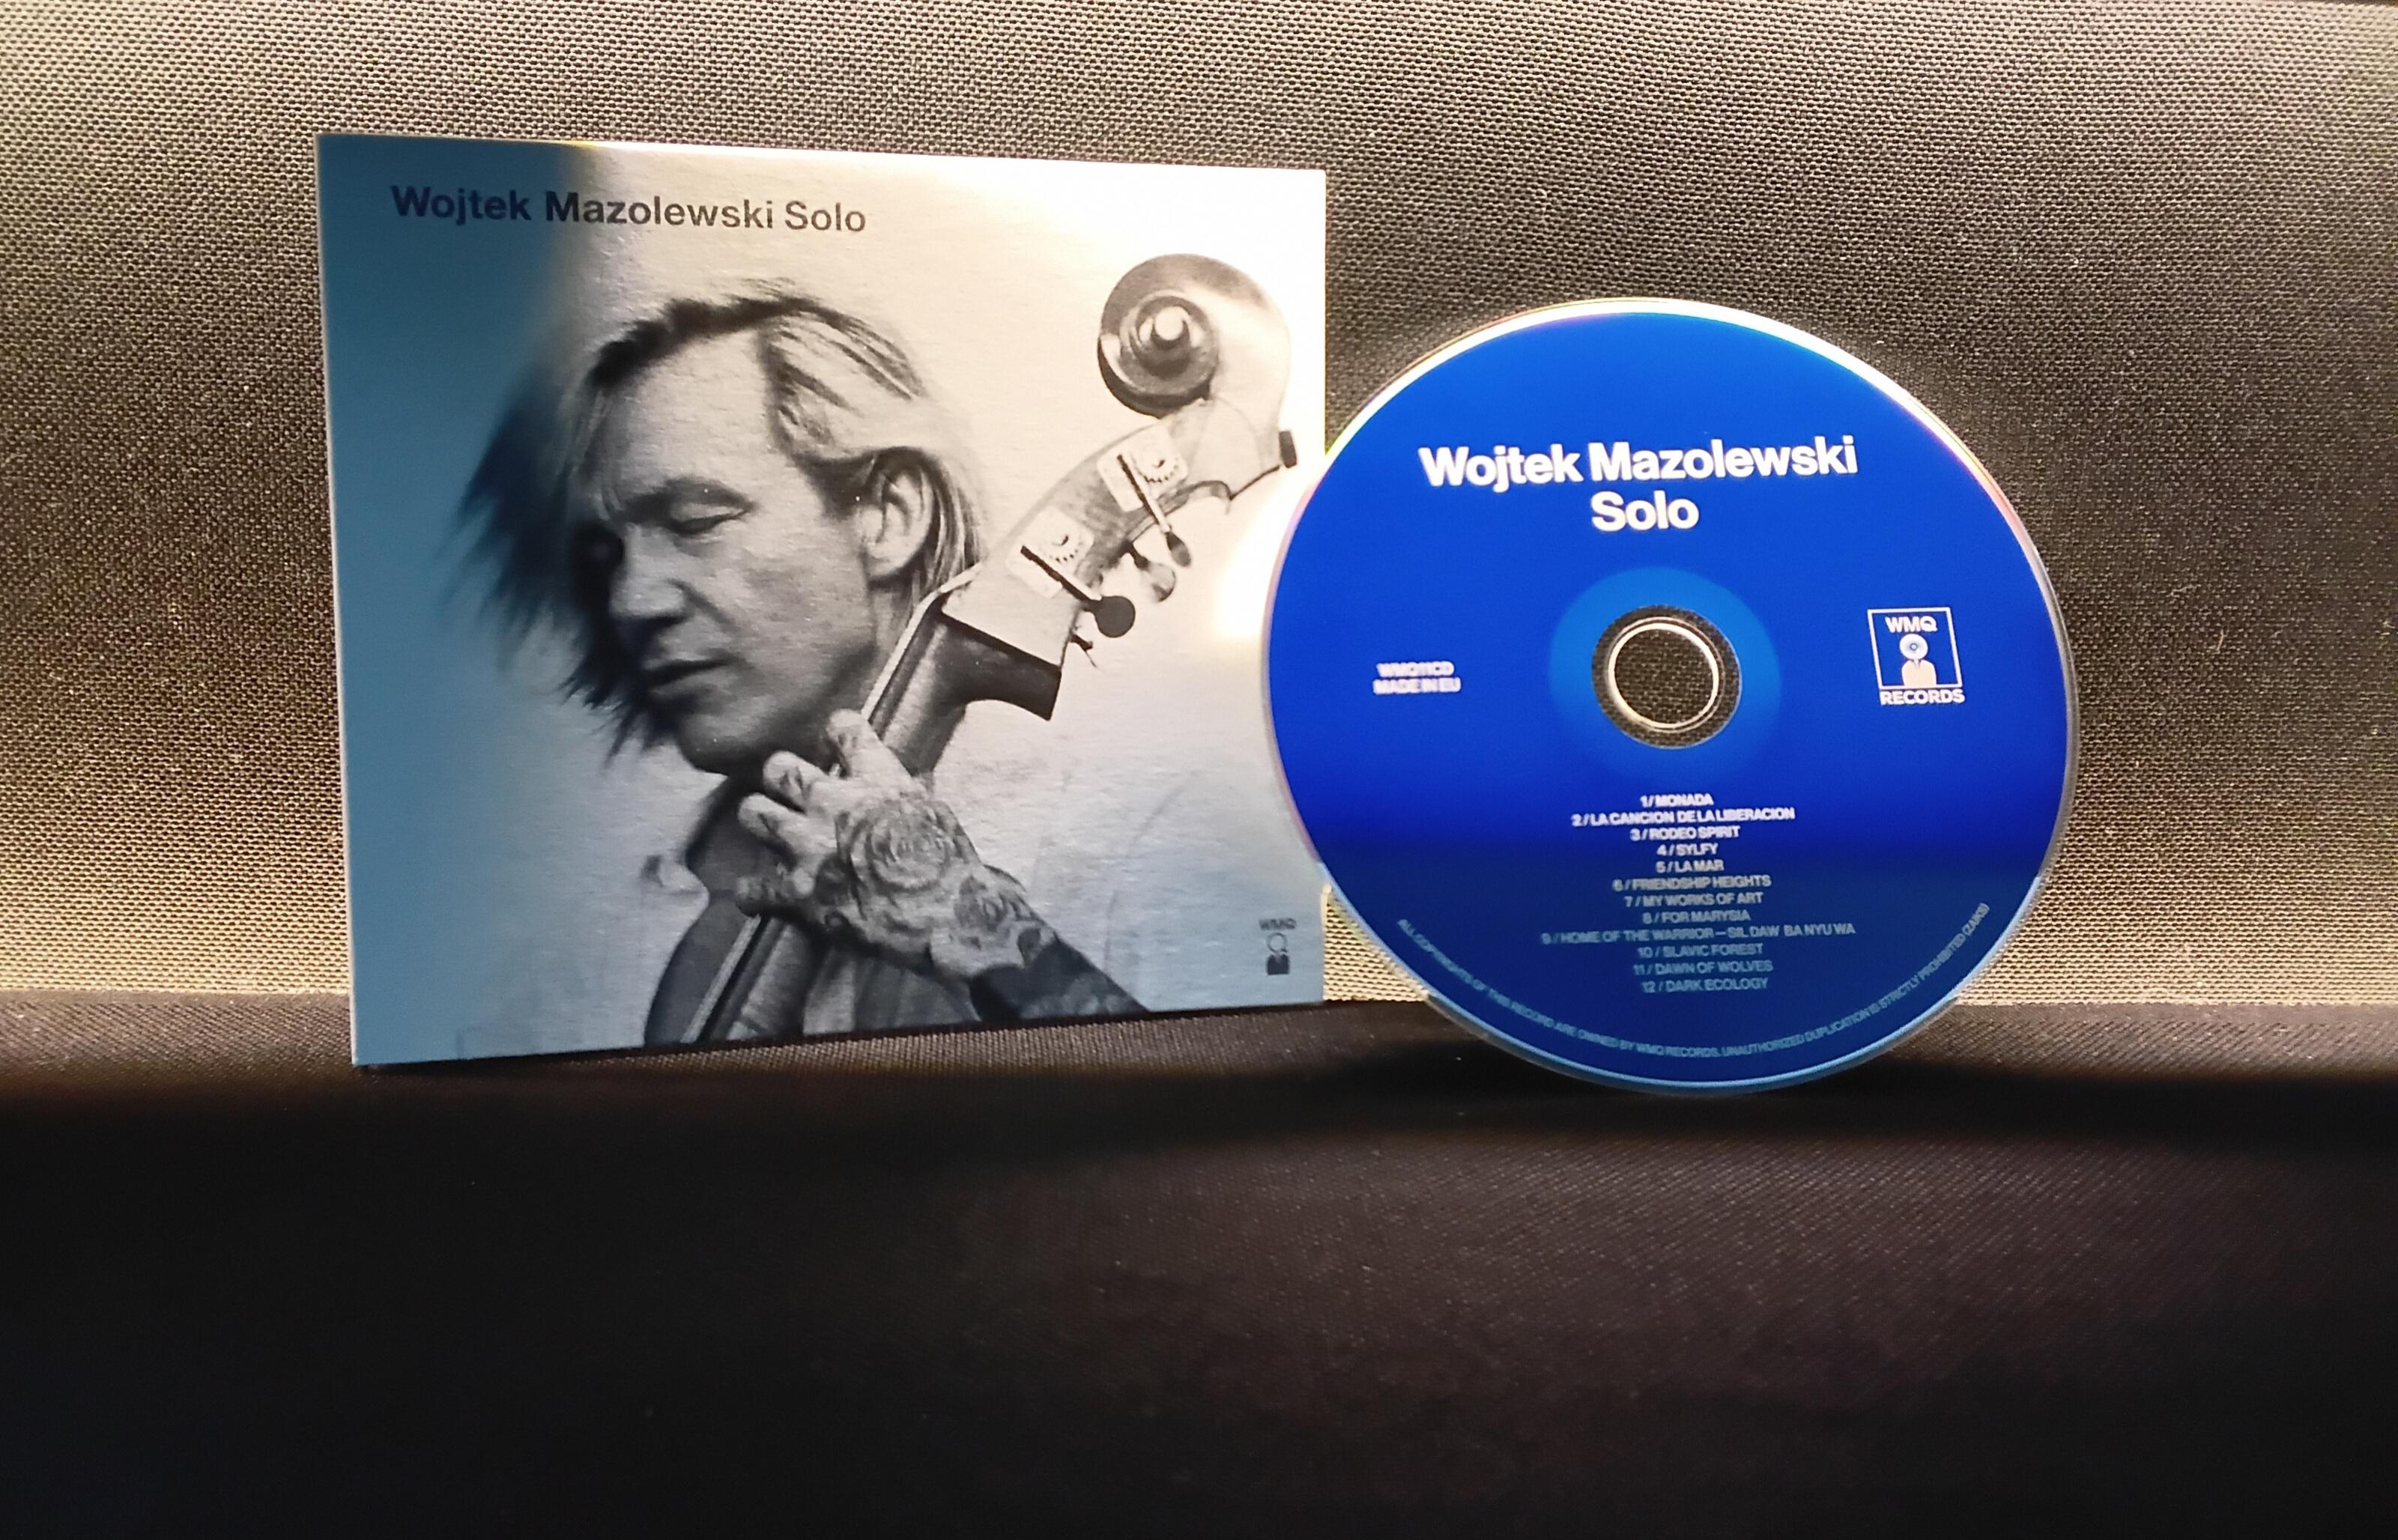 Wojtek Mazolewski Solo
WMQ
Wojtek Mazolewski
Solo
WMQ11CD
MADE IN EU
WMQ
RECORDS
1/ MONADA
2 / LA CANCION DE LA LIBERACION
3 / RODEO SPIRIT
4 / SYLFY
5 / LA MAR
6 / FRIENDSHIP HEIGHTS
7 / MY WORKS OF ART
8 / FOR MARYSIA
9 / HOME OF THE WARRIOR – SIL DAW BA NYU WA
10 / SLAVIC FOREST
11 / DAWN OF WOLVES
12 / DARK ECOLOGY
ALL COPYRIGHTS OF THIS RECORD ARE OWNED BY WMQ RECORDS. UNAUTHORIZED DUPLICATION IS STRICTLY PROHIBITED (ZAIKS)